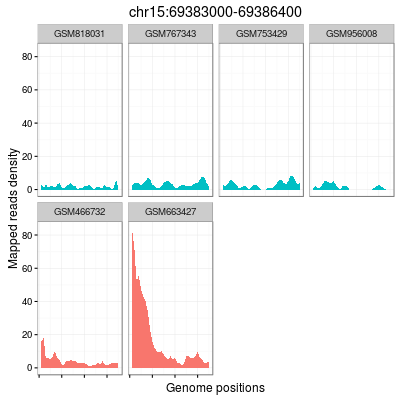 chr15:69383000-69386400
GSM818031 GSM767343 GSM753429 GSM956008
80
60
40
20
0
Mapped reads density
GSM466732 GSM663427
80
60
40
20
0
Genome positions